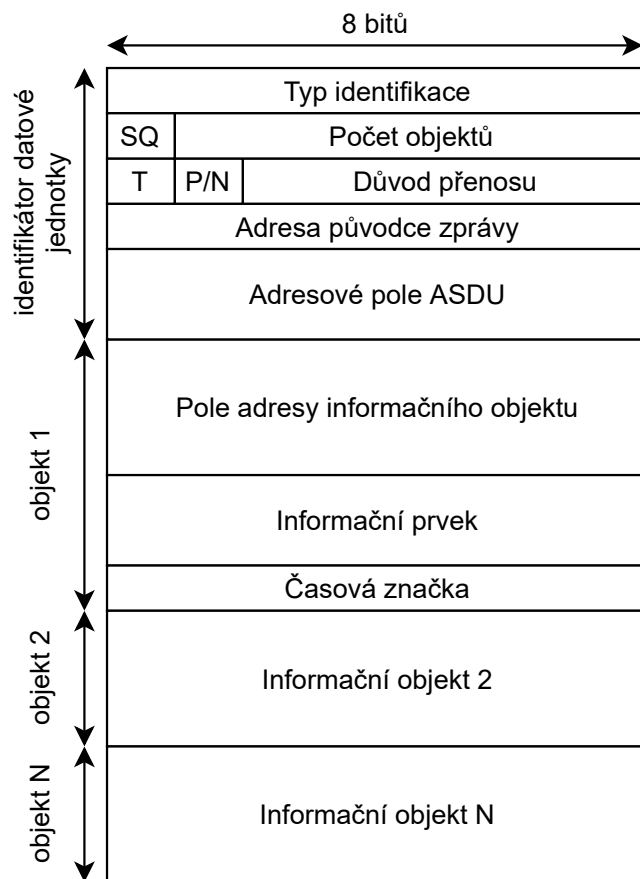 8 bitů
identifikátor datové
jednotky
Typ identifikace
SQ
Počet objektů
T
P/N
Důvod přenosu
Adresa původce zprávy
Adresové pole ASDU
objekt 1
Pole adresy informačního objektu
Informační prvek
Časová značka
objekt 2
Informační objekt 2
objekt N
Informační objekt N